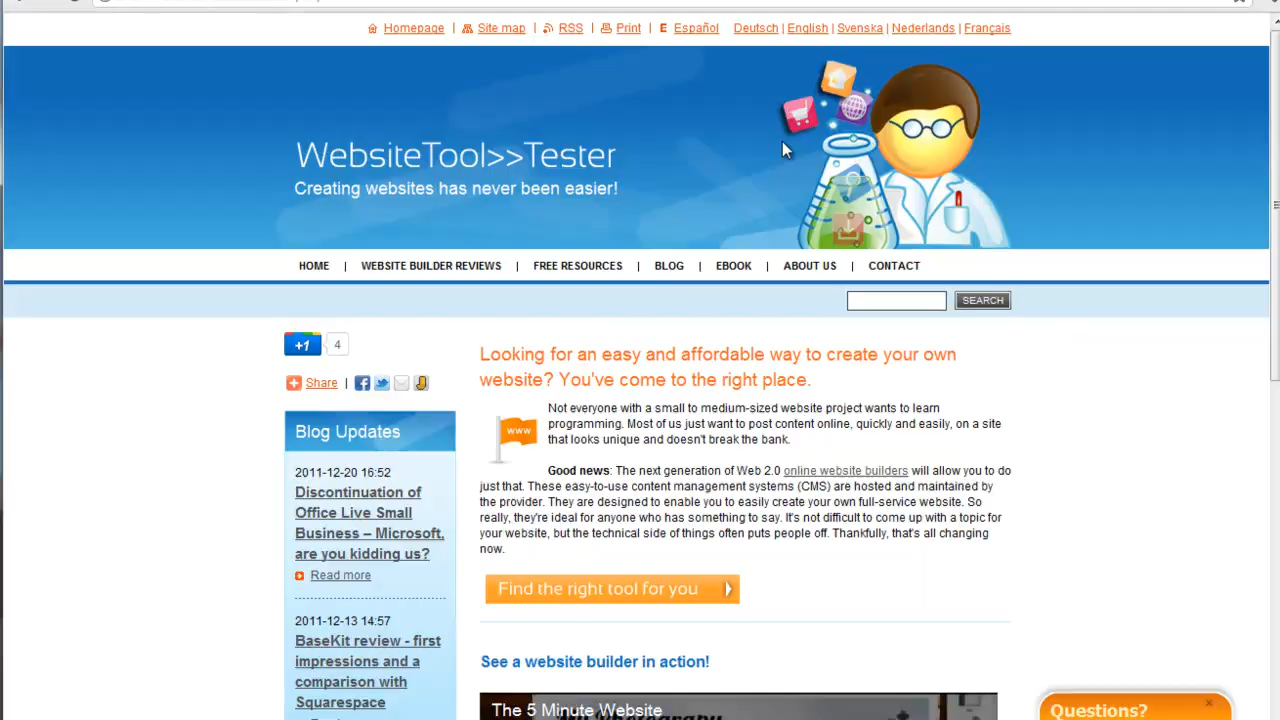 Homepage | Site map | RSS | Print | E Español Deutsch | English | Svenska | Nederlands | Français
WebsiteTool>>Tester
Creating websites has never been easier!
HOME | WEBSITE BUILDER REVIEWS | FREE RESOURCES | BLOG | EBOOK | ABOUT US | CONTACT
SEARCH
+1 4
Share |
Blog Updates
2011-12-20 16:52
Discontinuation of
Office Live Small
Business – Microsoft,
are you kidding us?
Read more
2011-12-13 14:57
BaseKit review - first
impressions and a
comparison with
Squarespace
Looking for an easy and affordable way to create your own
website? You've come to the right place.
www
Not everyone with a small to medium-sized website project wants to learn
programming. Most of us just want to post content online, quickly and easily, on a site
that looks unique and doesn't break the bank.
Good news: The next generation of Web 2.0 online website builders will allow you to do
just that. These easy-to-use content management systems (CMS) are hosted and maintained by
the provider. They are designed to enable you to easily create your own full-service website. So
really, they're ideal for anyone who has something to say. It's not difficult to come up with a topic for
your website, but the technical side of things often puts people off. Thankfully, that's all changing
now.
Find the right tool for you
See a website builder in action!
The 5 Minute Website
Questions?